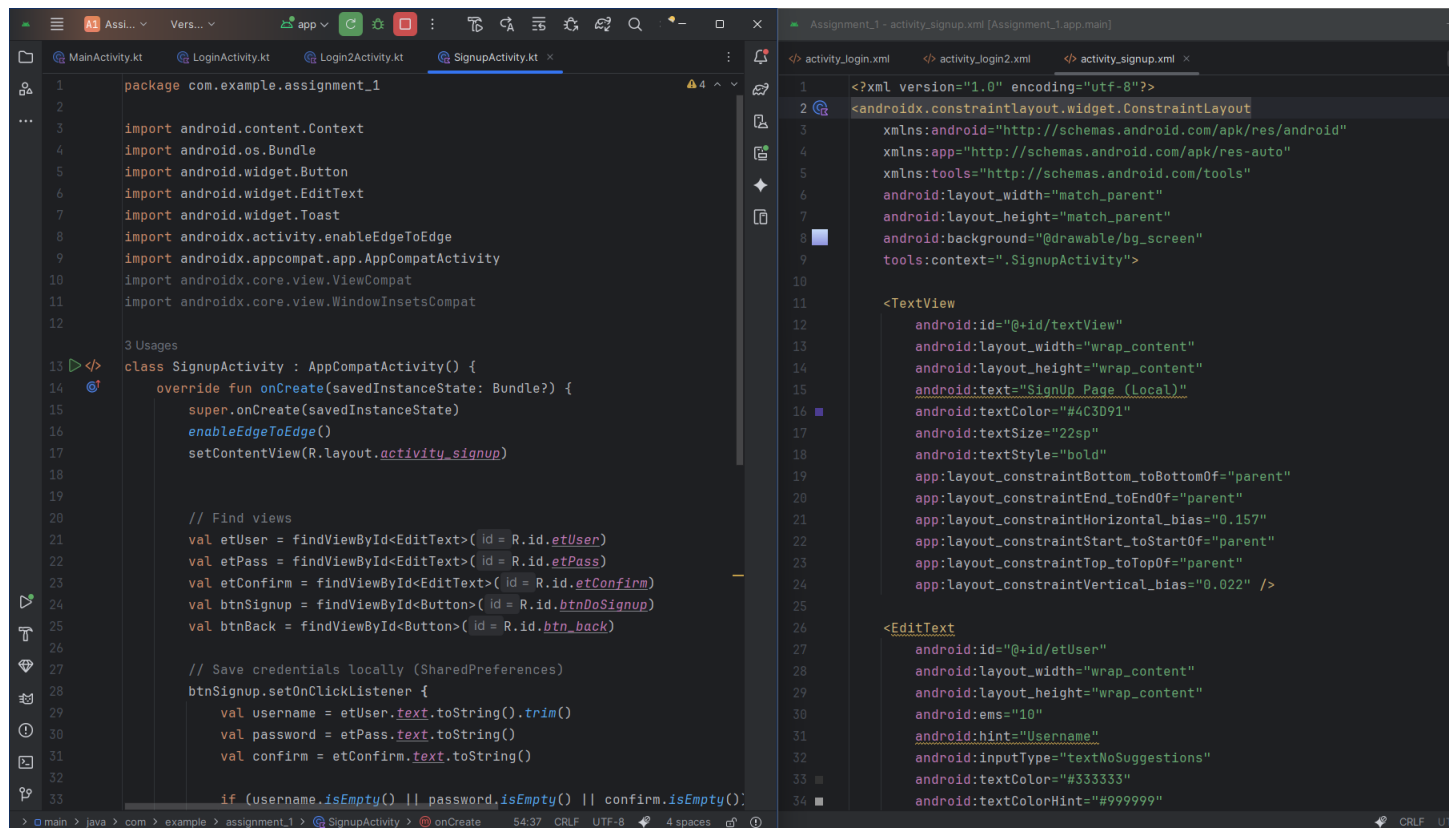 A1 Assi... Vers... app
MainActivity.kt LoginActivity.kt Login2Activity.kt SignupActivity.kt
1 package com.example.assignment_1
4
2
3 import android.content.Context
4 import android.os.Bundle
5 import android.widget.Button
6 import android.widget.EditText
7 import android.widget.Toast
8 import androidx.activity.enableEdgeToEdge
9 import androidx.appcompat.app.AppCompatActivity
10 import androidx.core.view.ViewCompat
11 import androidx.core.view.WindowInsetsCompat
12
3 Usages
13 class SignupActivity : AppCompatActivity() {
14 override fun onCreate(savedInstanceState: Bundle?) {
15 super.onCreate(savedInstanceState)
16 enableEdgeToEdge()
17 setContentView(R.layout.activity_signup)
18
19
20 // Find views
21 val etUser = findViewById<EditText>( id = R.id.etUser)
22 val etPass = findViewById<EditText>( id = R.id.etPass)
23 val etConfirm = findViewById<EditText>( id = R.id.etConfirm)
24 val btnSignup = findViewById<Button>( id = R.id.btnDoSignup)
25 val btnBack = findViewById<Button>( id = R.id.btn_back)
26
27 // Save credentials locally (SharedPreferences)
28 btnSignup.setOnClickListener {
29 val username = etUser.text.toString().trim()
30 val password = etPass.text.toString()
31 val confirm = etConfirm.text.toString()
32
33 if (username.isEmpty() || password.isEmpty() || confirm.isEmpty()
main > java > com > example > assignment_1 > SignupActivity > onCreate 54:37 CRLF UTF-8 4 spaces
Assignment_1 - activity_signup.xml [Assignment_1.app.main]
activity_login.xml activity_login2.xml activity_signup.xml
1 <?xml version="1.0" encoding="utf-8"?>
2 <androidx.constraintlayout.widget.ConstraintLayout
3 xmlns:android="http://schemas.android.com/apk/res/android"
4 xmlns:app="http://schemas.android.com/apk/res-auto"
5 xmlns:tools="http://schemas.android.com/tools"
6 android:layout_width="match_parent"
7 android:layout_height="match_parent"
8 android:background="@drawable/bg_screen"
9 tools:context=".SignupActivity">
10
11 <TextView
12 android:id="@+id/textView"
13 android:layout_width="wrap_content"
14 android:layout_height="wrap_content"
15 android:text="SignUp Page (Local)"
16 android:textColor="#4C3D91"
17 android:textSize="22sp"
18 android:textStyle="bold"
19 app:layout_constraintBottom_toBottomOf="parent"
20 app:layout_constraintEnd_toEndOf="parent"
21 app:layout_constraintHorizontal_bias="0.157"
22 app:layout_constraintStart_toStartOf="parent"
23 app:layout_constraintTop_toTopOf="parent"
24 app:layout_constraintVertical_bias="0.022" />
25
26 <EditText
27 android:id="@+id/etUser"
28 android:layout_width="wrap_content"
29 android:layout_height="wrap_content"
30 android:ems="10"
31 android:hint="Username"
32 android:inputType="textNoSuggestions"
33 android:textColor="#333333"
34 android:textColorHint="#999999"
CRLF